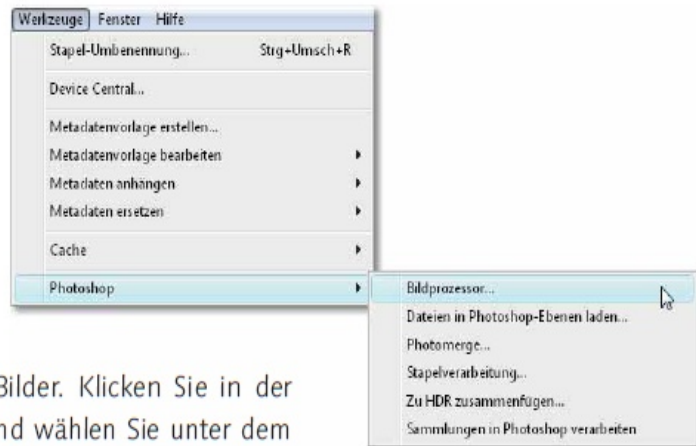 Werkzeuge Fenster Hilfe
Stapel-Umbenennung... Strg+Umsch+R
Device Central...
Metadatenvorlage erstellen...
Metadatenvorlage bearbeiten
Metadaten anhängen
Metadaten ersetzen
Cache
Photoshop
Bildprozessor...
Dateien in Photoshop-Ebenen laden...
Photomerge...
Stapelverarbeitung...
Zu HDR zusammenfügen...
Sammlungen in Photoshop verarbeiten
Bilder. Klicken Sie in der
wählen Sie unter dem